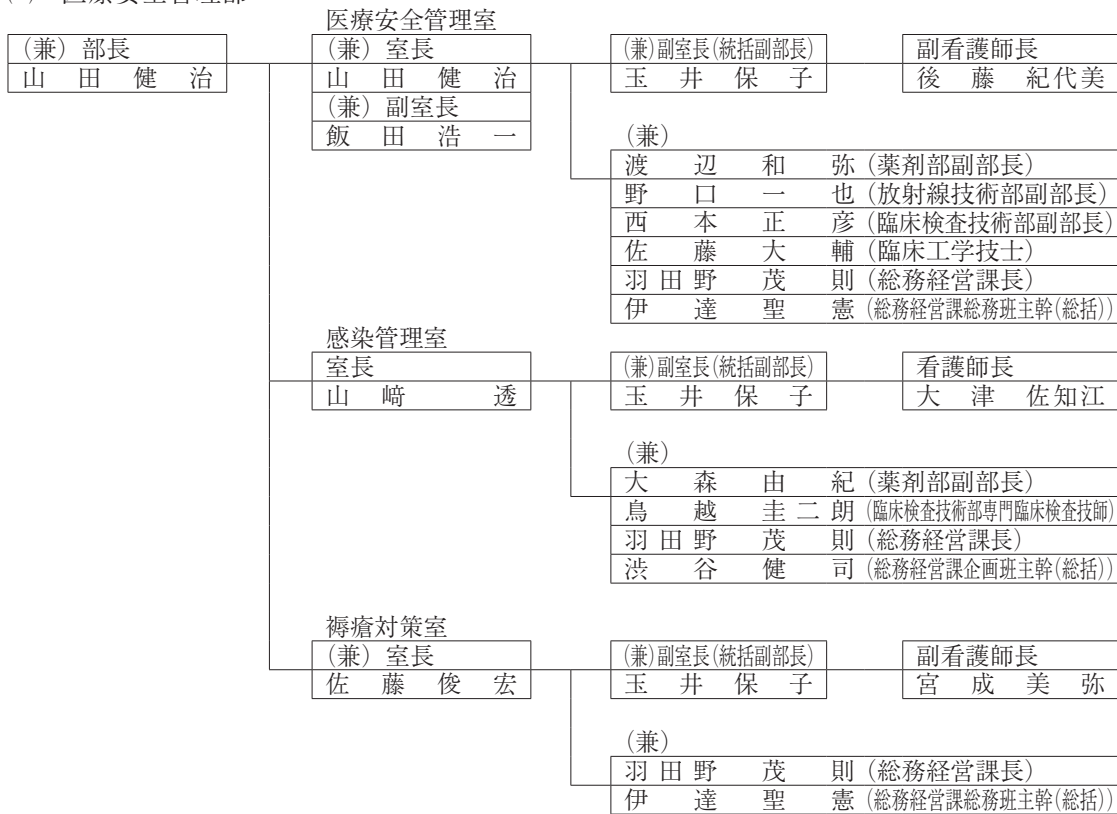 医療安全管理室
（兼）部長 （兼）室長 （兼）副室長（統括副部長） 副看護師長
山田健治 山田健治 玉井保子 後藤紀代美
（兼）副室長
飯田浩一 （兼）
渡辺和弥（薬剤部副部長）
野口一也（放射線技術部副部長）
西本正彦（臨床検査技術部副部長）
佐藤大輔（臨床工学技士）
羽田野茂則（総務経営課長）
伊達聖憲（総務経営課総務班主幹（総括））
感染管理室
室長 （兼）副室長（統括副部長） 看護師長
山﨑透 玉井保子 大津佐知江
（兼）
大森由紀（薬剤部副部長）
鳥越圭二朗（臨床検査技術部専門臨床検査技師）
羽田野茂則（総務経営課長）
渋谷健司（総務経営課企画班主幹（総括））
褥瘡対策室
（兼）室長 （兼）副室長（統括副部長） 副看護師長
佐藤俊宏 玉井保子 宮成美弥
（兼）
羽田野茂則（総務経営課長）
伊達聖憲（総務経営課総務班主幹（総括））